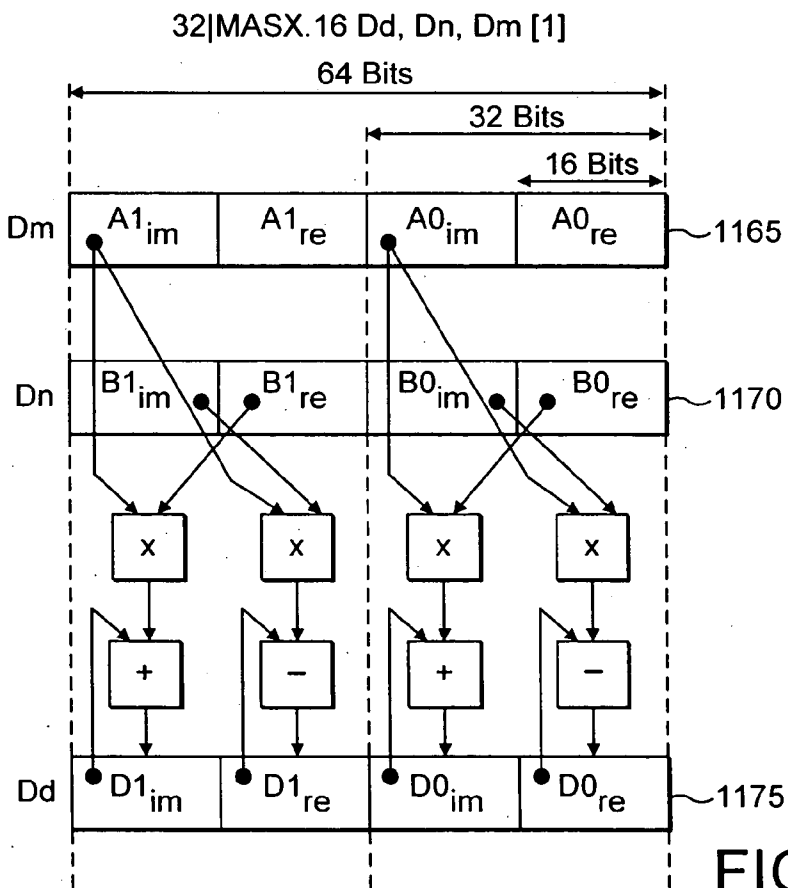 32|MASX.16 Dd, Dn, Dm [1]
64 Bits
32 Bits
16 Bits
Dm A1im A1re A0im A0re 1165
Dn B1im B1re B0im B0re 1170
x x x x
+ − + −
Dd D1im D1re D0im D0re 1175
FIG